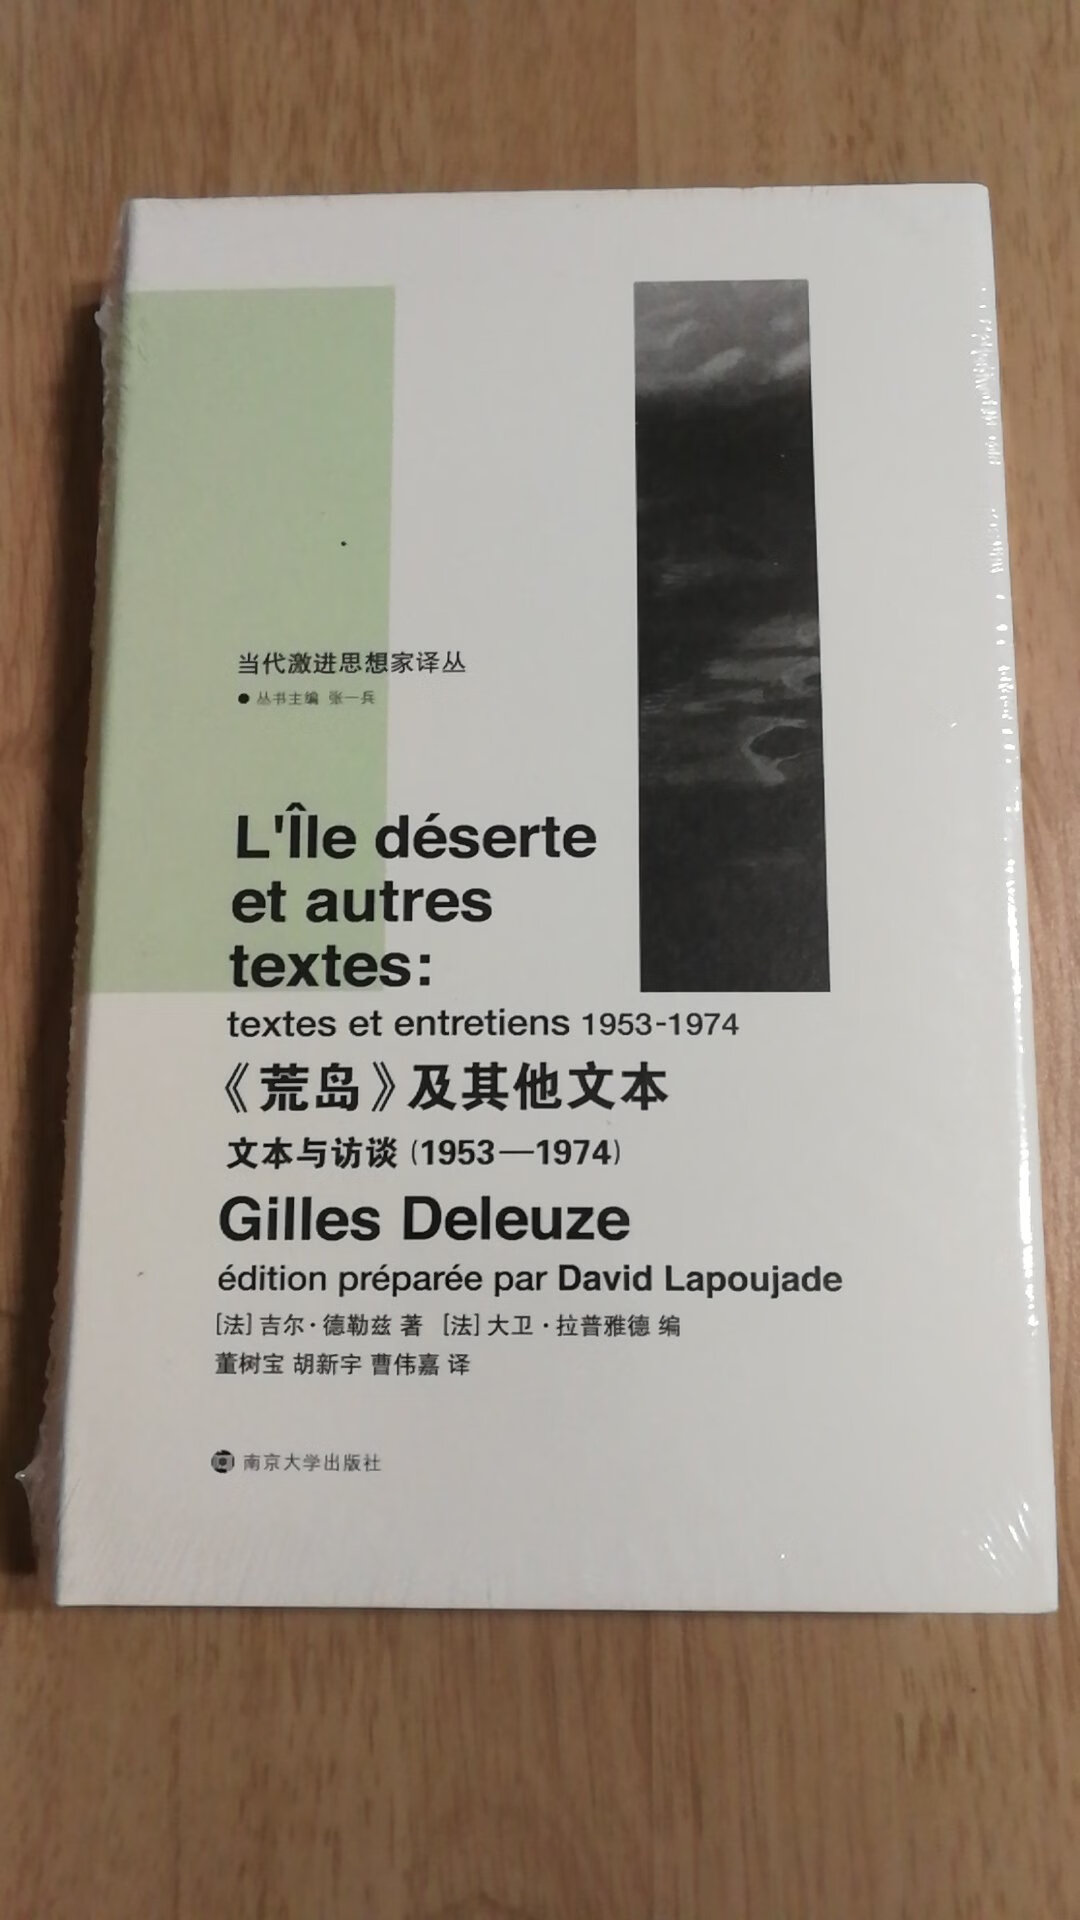 当代激进思想家译丛
● 丛书主编 张一兵
L'Île déserte
et autres
textes:
textes et entretiens 1953-1974
《荒岛》及其他文本
文本与访谈(1953—1974)
Gilles Deleuze
édition préparée par David Lapoujade
[法]吉尔·德勒兹 著 [法]大卫·拉普雅德 编
董树宝 胡新宇 曹伟嘉 译
南京大学出版社